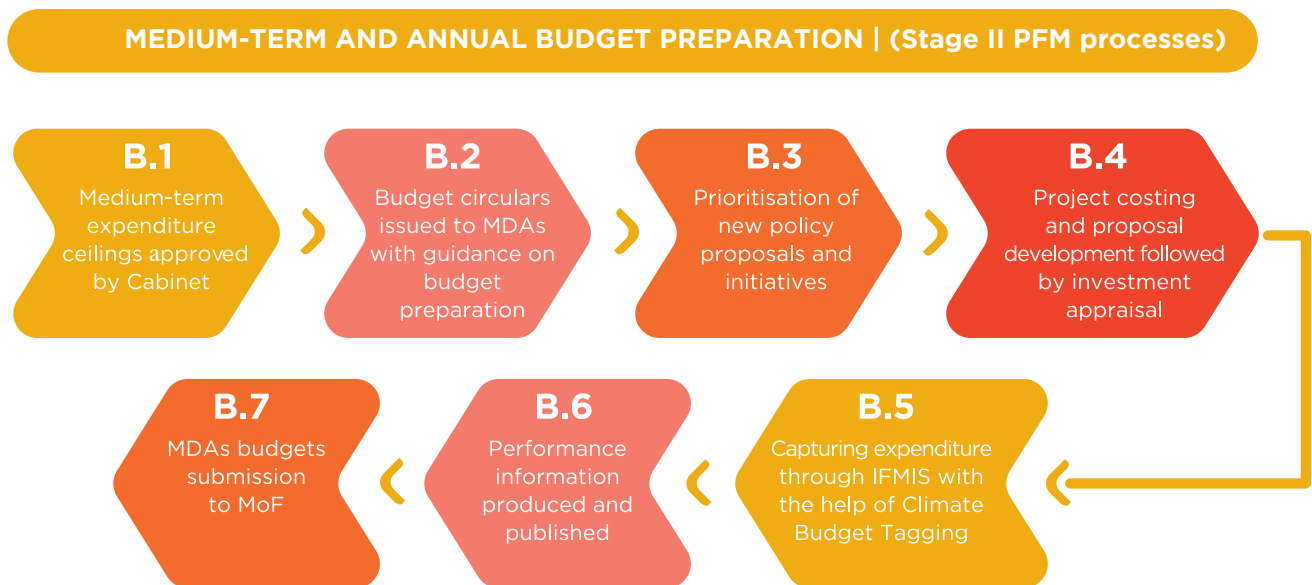 MEDIUM-TERM AND ANNUAL BUDGET PREPARATION | (Stage II PFM processes)
B.1
Medium-term
expenditure
ceilings approved
by Cabinet
B.2
Budget circulars
issued to MDAs
with guidance on
budget
preparation
B.3
Prioritisation of
new policy
proposals and
initiatives
B.4
Project costing
and proposal
development followed
by investment
appraisal
B.5
Capturing expenditure
through IFMIS with
the help of Climate
Budget Tagging
B.6
Performance
information
produced and
published
B.7
MDAs budgets
submission
to MoF